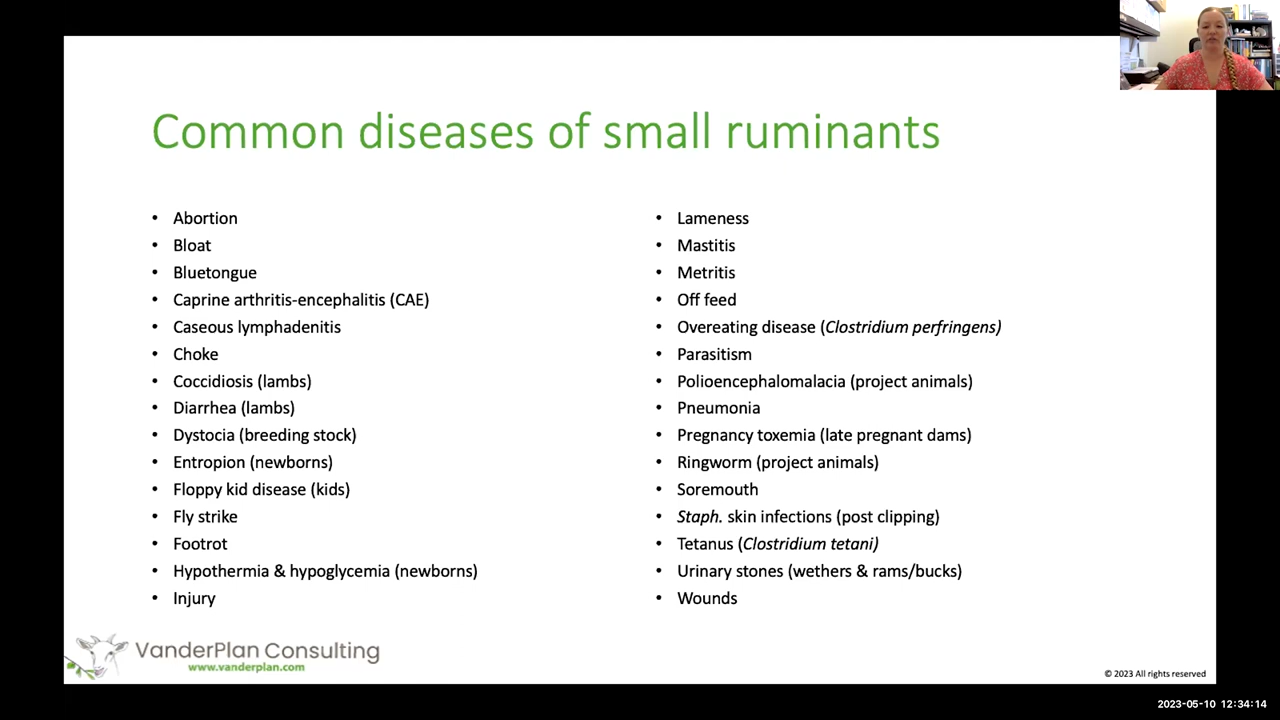 Common diseases of small ruminants
• Abortion
• Bloat
• Bluetongue
• Caprine arthritis-encephalitis (CAE)
• Caseous lymphadenitis
• Choke
• Coccidiosis (lambs)
• Diarrhea (lambs)
• Dystocia (breeding stock)
• Entropion (newborns)
• Floppy kid disease (kids)
• Fly strike
• Footrot
• Hypothermia & hypoglycemia (newborns)
• Injury
• Lameness
• Mastitis
• Metritis
• Off feed
• Overeating disease (Clostridium perfringens)
• Parasitism
• Polioencephalomalacia (project animals)
• Pneumonia
• Pregnancy toxemia (late pregnant dams)
• Ringworm (project animals)
• Soremouth
• Staph. skin infections (post clipping)
• Tetanus (Clostridium tetani)
• Urinary stones (wethers & rams/bucks)
• Wounds
VanderPlan Consulting
www.vanderplan.com
© 2023 All rights reserved
2023-05-10 12:34:14